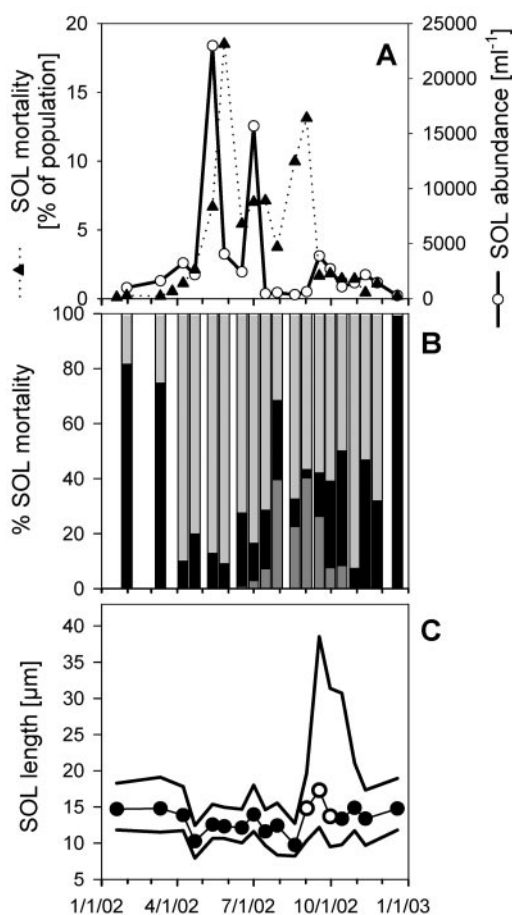 A
SOL mortality
[% of population]
20
15
10
5
0
25000
20000
15000
10000
5000
0
SOL abundance [ml⁻¹]
B
% SOL mortality
100
80
60
40
20
0
C
SOL length [µm]
40
35
30
25
20
15
10
5
1/1/02 4/1/02 7/1/02 10/1/02 1/1/03